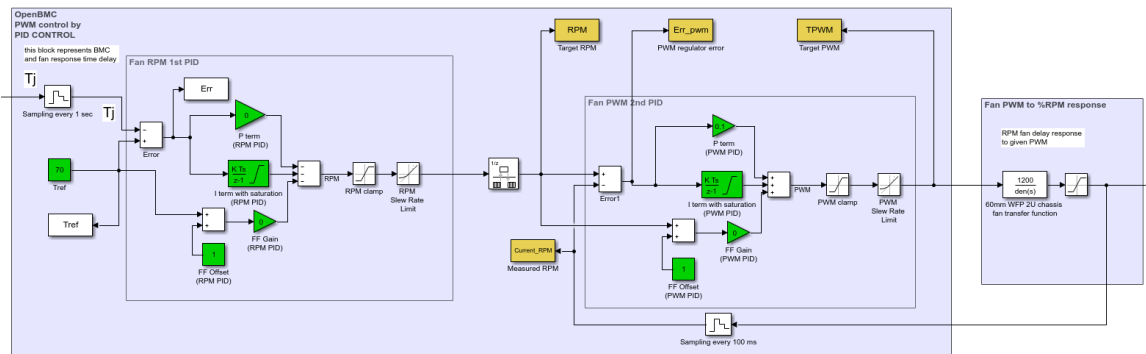 OpenBMC
PWM control by
PID CONTROL
this block represents BMC
and fan response time delay
Tj
Sampling every 1 sec
Tj
−
+
Error
70
Tref
Tref
Fan RPM 1st PID
Err
0
P term
(RPM PID)
K Ts
z-1
I term with saturation
(RPM PID)
+
+
0
FF Gain
(RPM PID)
1
FF Offset
(RPM PID)
−
−
−
RPM
RPM clamp
RPM
Slew Rate
Limit
1/z
RPM
Target RPM
Err_pwm
PWM regulator error
TPWM
Target PWM
Fan PWM 2nd PID
+
−
Error1
0.1
P term
(PWM PID)
K Ts
z-1
I term with saturation
(PWM PID)
+
+
0
FF Gain
(PWM PID)
1
FF Offset
(PWM PID)
+
+
+
PWM
PWM clamp
PWM
Slew Rate
Limit
Current_RPM
Measured RPM
Sampling every 100 ms
Fan PWM to %RPM response
RPM fan delay response
to given PWM
1200
den(s)
60mm WFP 2U chassis
fan transfer function